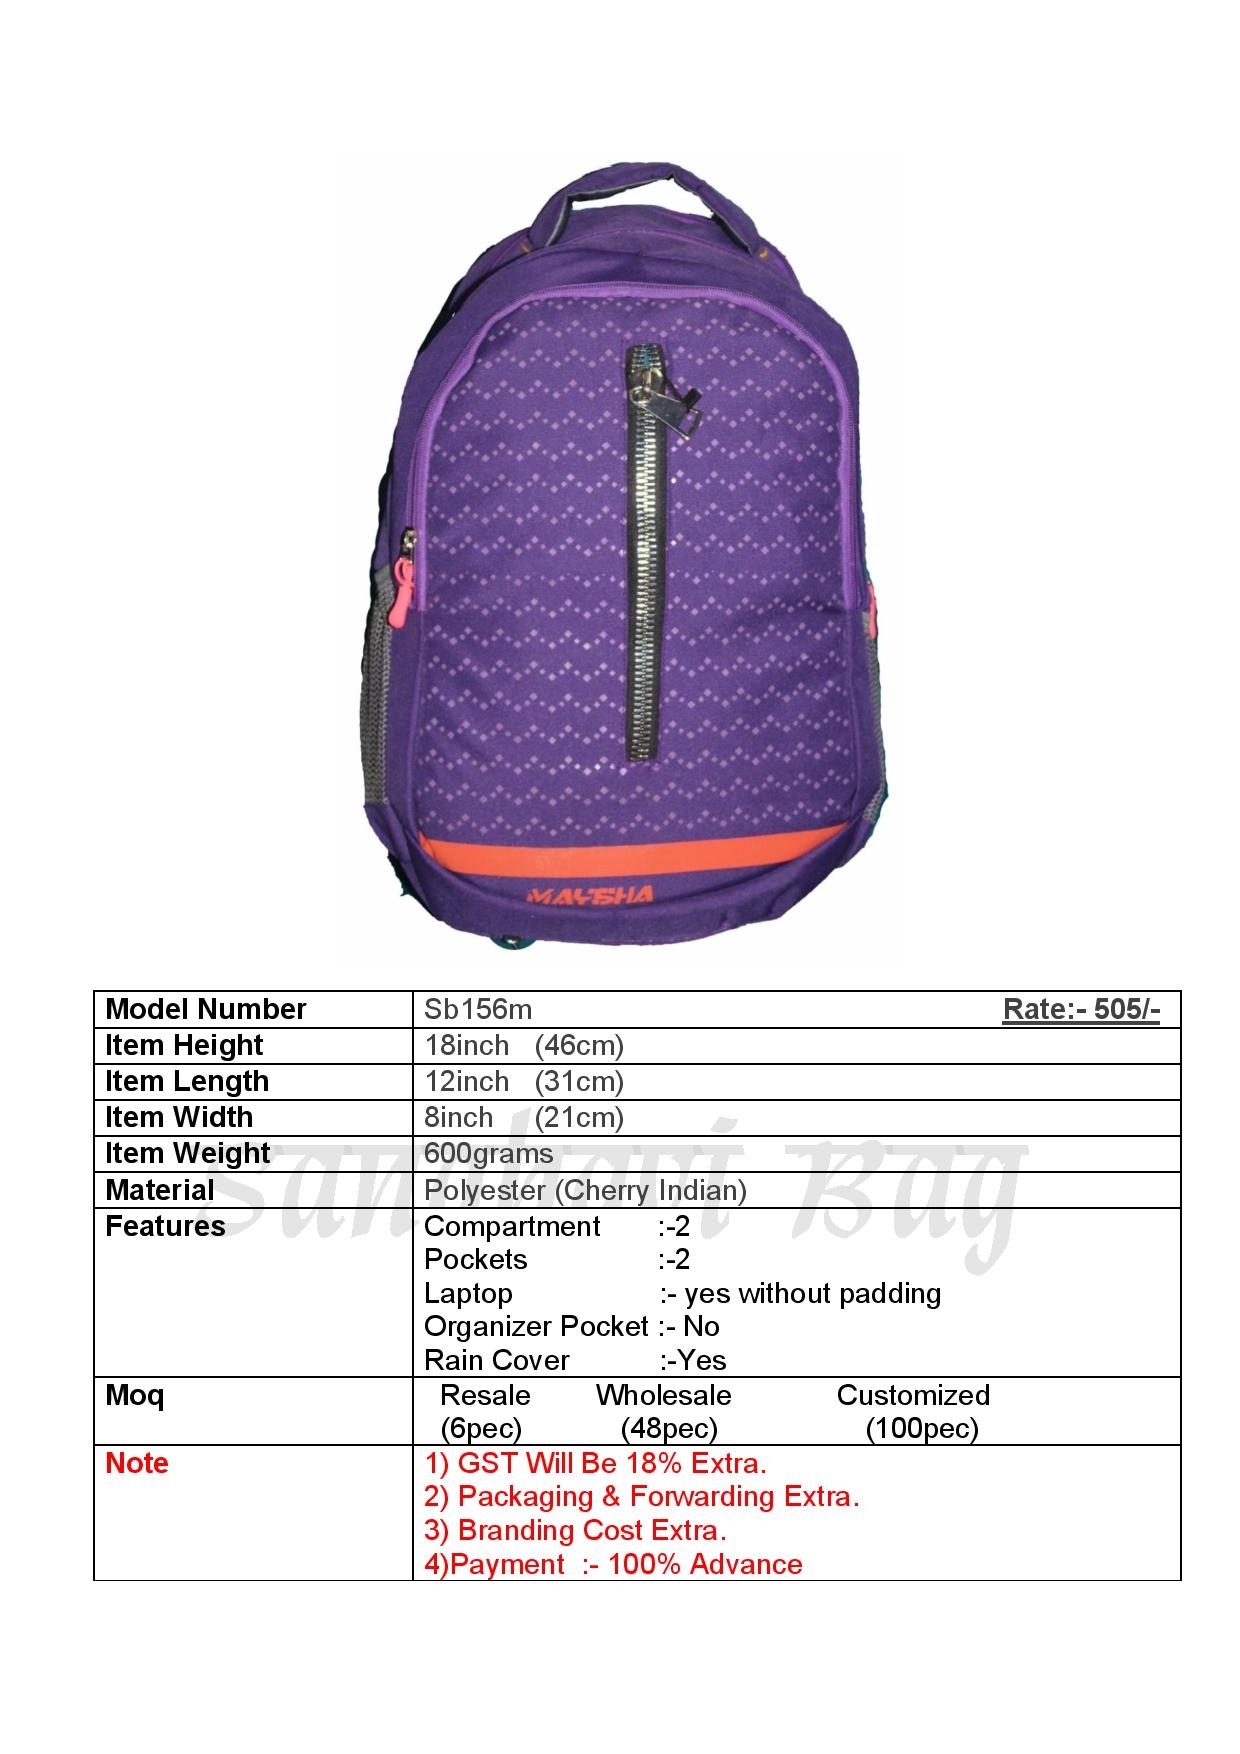 MAYSHA
Model Number Sb156m Rate:- 505/-
Item Height 18inch (46cm)
Item Length 12inch (31cm)
Item Width 8inch (21cm)
Item Weight 600grams
Material Polyester (Cherry Indian)
Features Compartment :-2
Pockets :-2
Laptop :- yes without padding
Organizer Pocket :- No
Rain Cover :-Yes
Moq Resale Wholesale Customized
(6pec) (48pec) (100pec)
Note 1) GST Will Be 18% Extra.
2) Packaging & Forwarding Extra.
3) Branding Cost Extra.
4)Payment :- 100% Advance
Bag